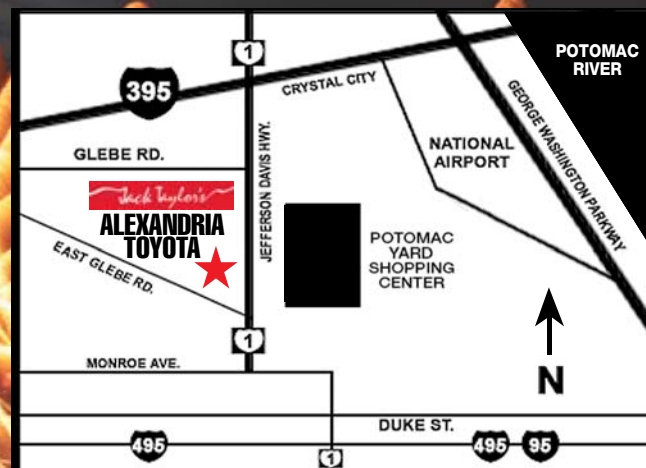 1
POTOMAC
RIVER
395
CRYSTAL CITY
GEORGE WASHINGTON PARKWAY
JEFFERSON DAVIS HWY.
NATIONAL
AIRPORT
GLEBE RD.
Jack Taylor's
ALEXANDRIA
TOYOTA
EAST GLEBE RD.
POTOMAC
YARD
SHOPPING
CENTER
1
MONROE AVE.
N
DUKE ST.
495
1
495
95